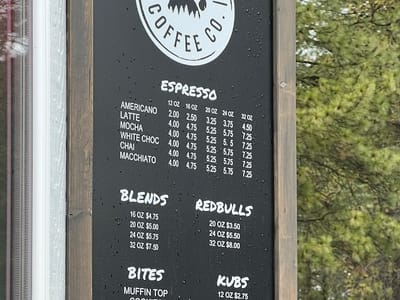 COFFEE CO.
ESPRESSO
12 OZ 16 OZ 20 OZ 24 OZ 32 OZ
AMERICANO 2.00 2.50 3.25 3.75 4.50
LATTE 4.00 4.75 5.25 5.75 7.25
MOCHA 4.00 4.75 5.25 5.75 7.25
WHITE CHOC 4.00 4.75 5.25 5. 5 7.25
CHAI 4.00 4.75 5.25 5.75 7.25
MACCHIATO 4.00 4.75 5.25 5.75 7.25
BLENDS
16 OZ $4.75
20 OZ $5.00
24 OZ $5.75
32 OZ $7.50
REDBULLS
20 OZ $3.50
24 OZ $6.50
32 OZ $8.00
BITES
MUFFIN TOP
KUBS
12 OZ $2.75